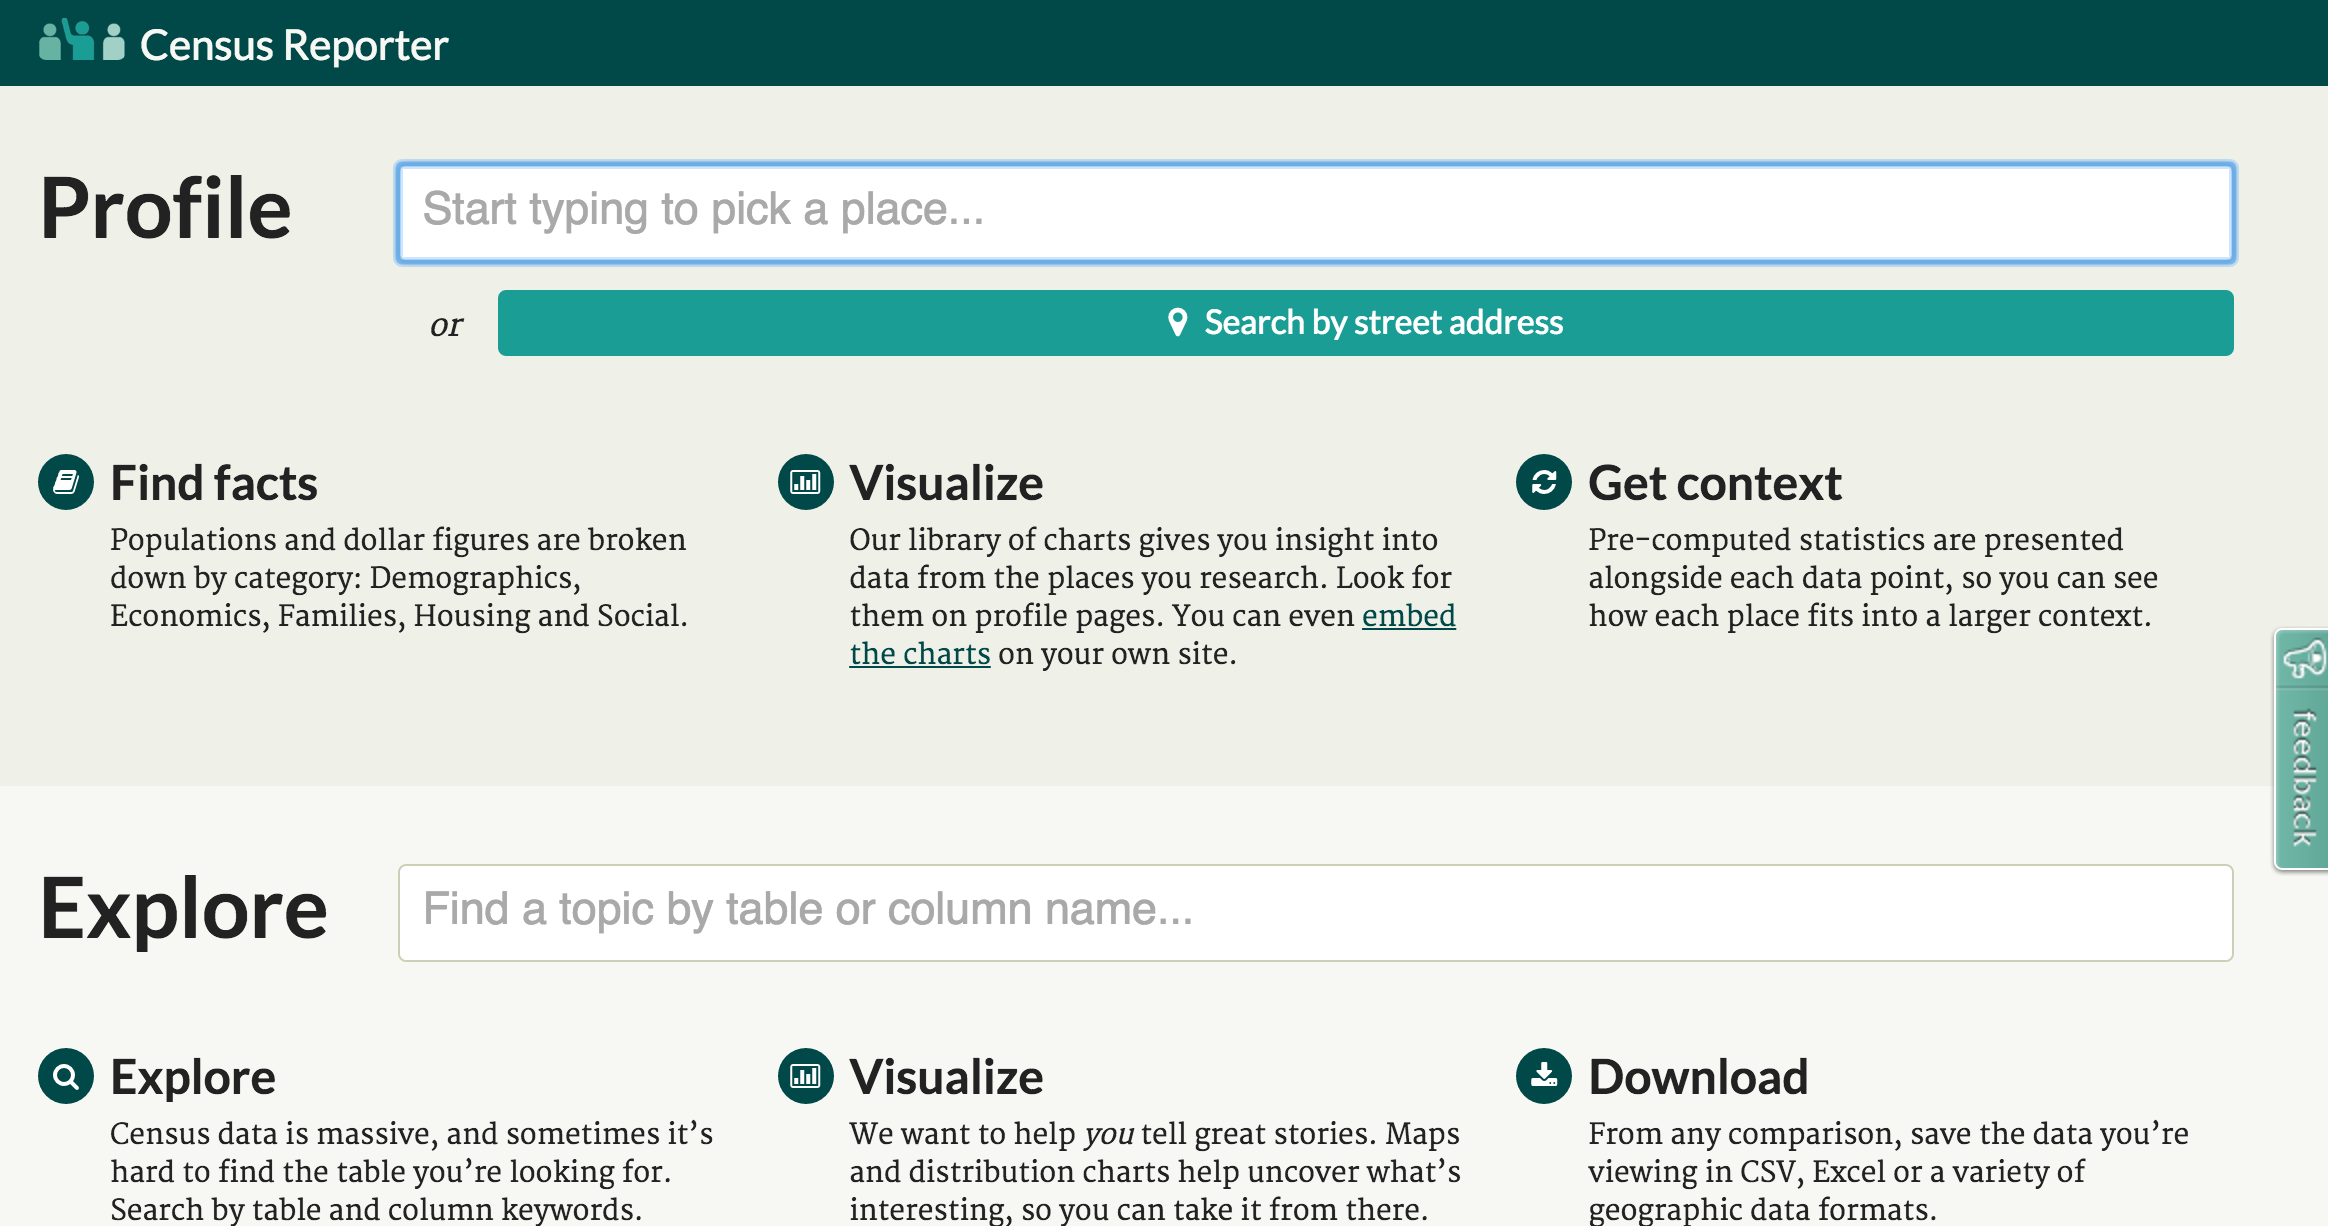 Census Reporter
Profile
Start typing to pick a place...
or
Search by street address
Find facts
Populations and dollar figures are broken
down by category: Demographics,
Economics, Families, Housing and Social.
Visualize
Our library of charts gives you insight into
data from the places you research. Look for
them on profile pages. You can even embed
the charts on your own site.
Get context
Pre-computed statistics are presented
alongside each data point, so you can see
how each place fits into a larger context.
feedback
Explore
Find a topic by table or column name...
Explore
Census data is massive, and sometimes it’s
hard to find the table you’re looking for.
Search by table and column keywords.
Visualize
We want to help you tell great stories. Maps
and distribution charts help uncover what’s
interesting, so you can take it from there.
Download
From any comparison, save the data you’re
viewing in CSV, Excel or a variety of
geographic data formats.